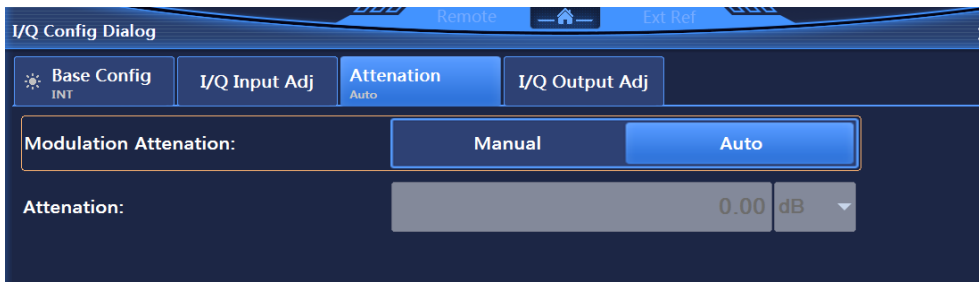 Remote
Ext Ref
I/Q Config Dialog
Base Config
INT
I/Q Input Adj
Attenation
Auto
I/Q Output Adj
Modulation Attenation:
Manual
Auto
Attenation:
0.00
dB